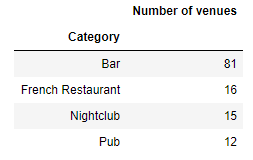 Number of venues
Category
Bar 81
French Restaurant 16
Nightclub 15
Pub 12